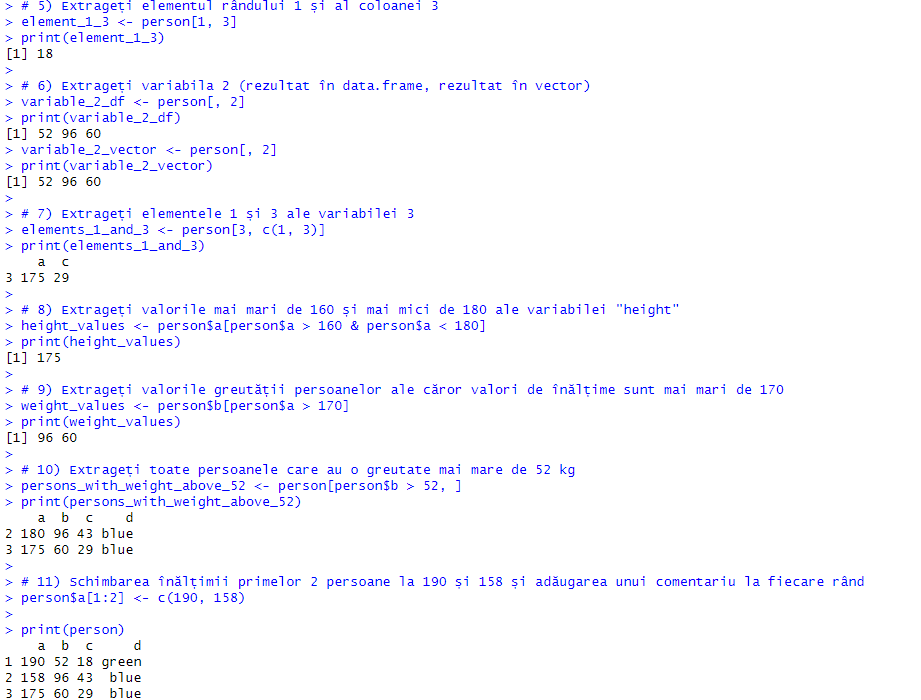 > # 5) Extrageți elementul rândului 1 și al coloanei 3
> element_1_3 <- person[1, 3]
> print(element_1_3)
[1] 18
>
> # 6) Extrageți variabila 2 (rezultat în data.frame, rezultat în vector)
> variable_2_df <- person[, 2]
> print(variable_2_df)
[1] 52 96 60
> variable_2_vector <- person[, 2]
> print(variable_2_vector)
[1] 52 96 60
>
> # 7) Extrageți elementele 1 și 3 ale variabilei 3
> elements_1_and_3 <- person[3, c(1, 3)]
> print(elements_1_and_3)
    a  c
3 175 29
>
> # 8) Extrageți valorile mai mari de 160 și mai mici de 180 ale variabilei "height"
> height_values <- person$a[person$a > 160 & person$a < 180]
> print(height_values)
[1] 175
>
> # 9) Extrageți valorile greutății persoanelor ale căror valori de înălțime sunt mai mari de 170
> weight_values <- person$b[person$a > 170]
> print(weight_values)
[1] 96 60
>
> # 10) Extrageți toate persoanele care au o greutate mai mare de 52 kg
> persons_with_weight_above_52 <- person[person$b > 52, ]
> print(persons_with_weight_above_52)
    a  b  c    d
2 180 96 43 blue
3 175 60 29 blue
>
> # 11) Schimbarea înălțimii primelor 2 persoane la 190 și 158 și adăugarea unui comentariu la fiecare rând
> person$a[1:2] <- c(190, 158)
>
> print(person)
    a  b  c     d
1 190 52 18 green
2 158 96 43  blue
3 175 60 29  blue